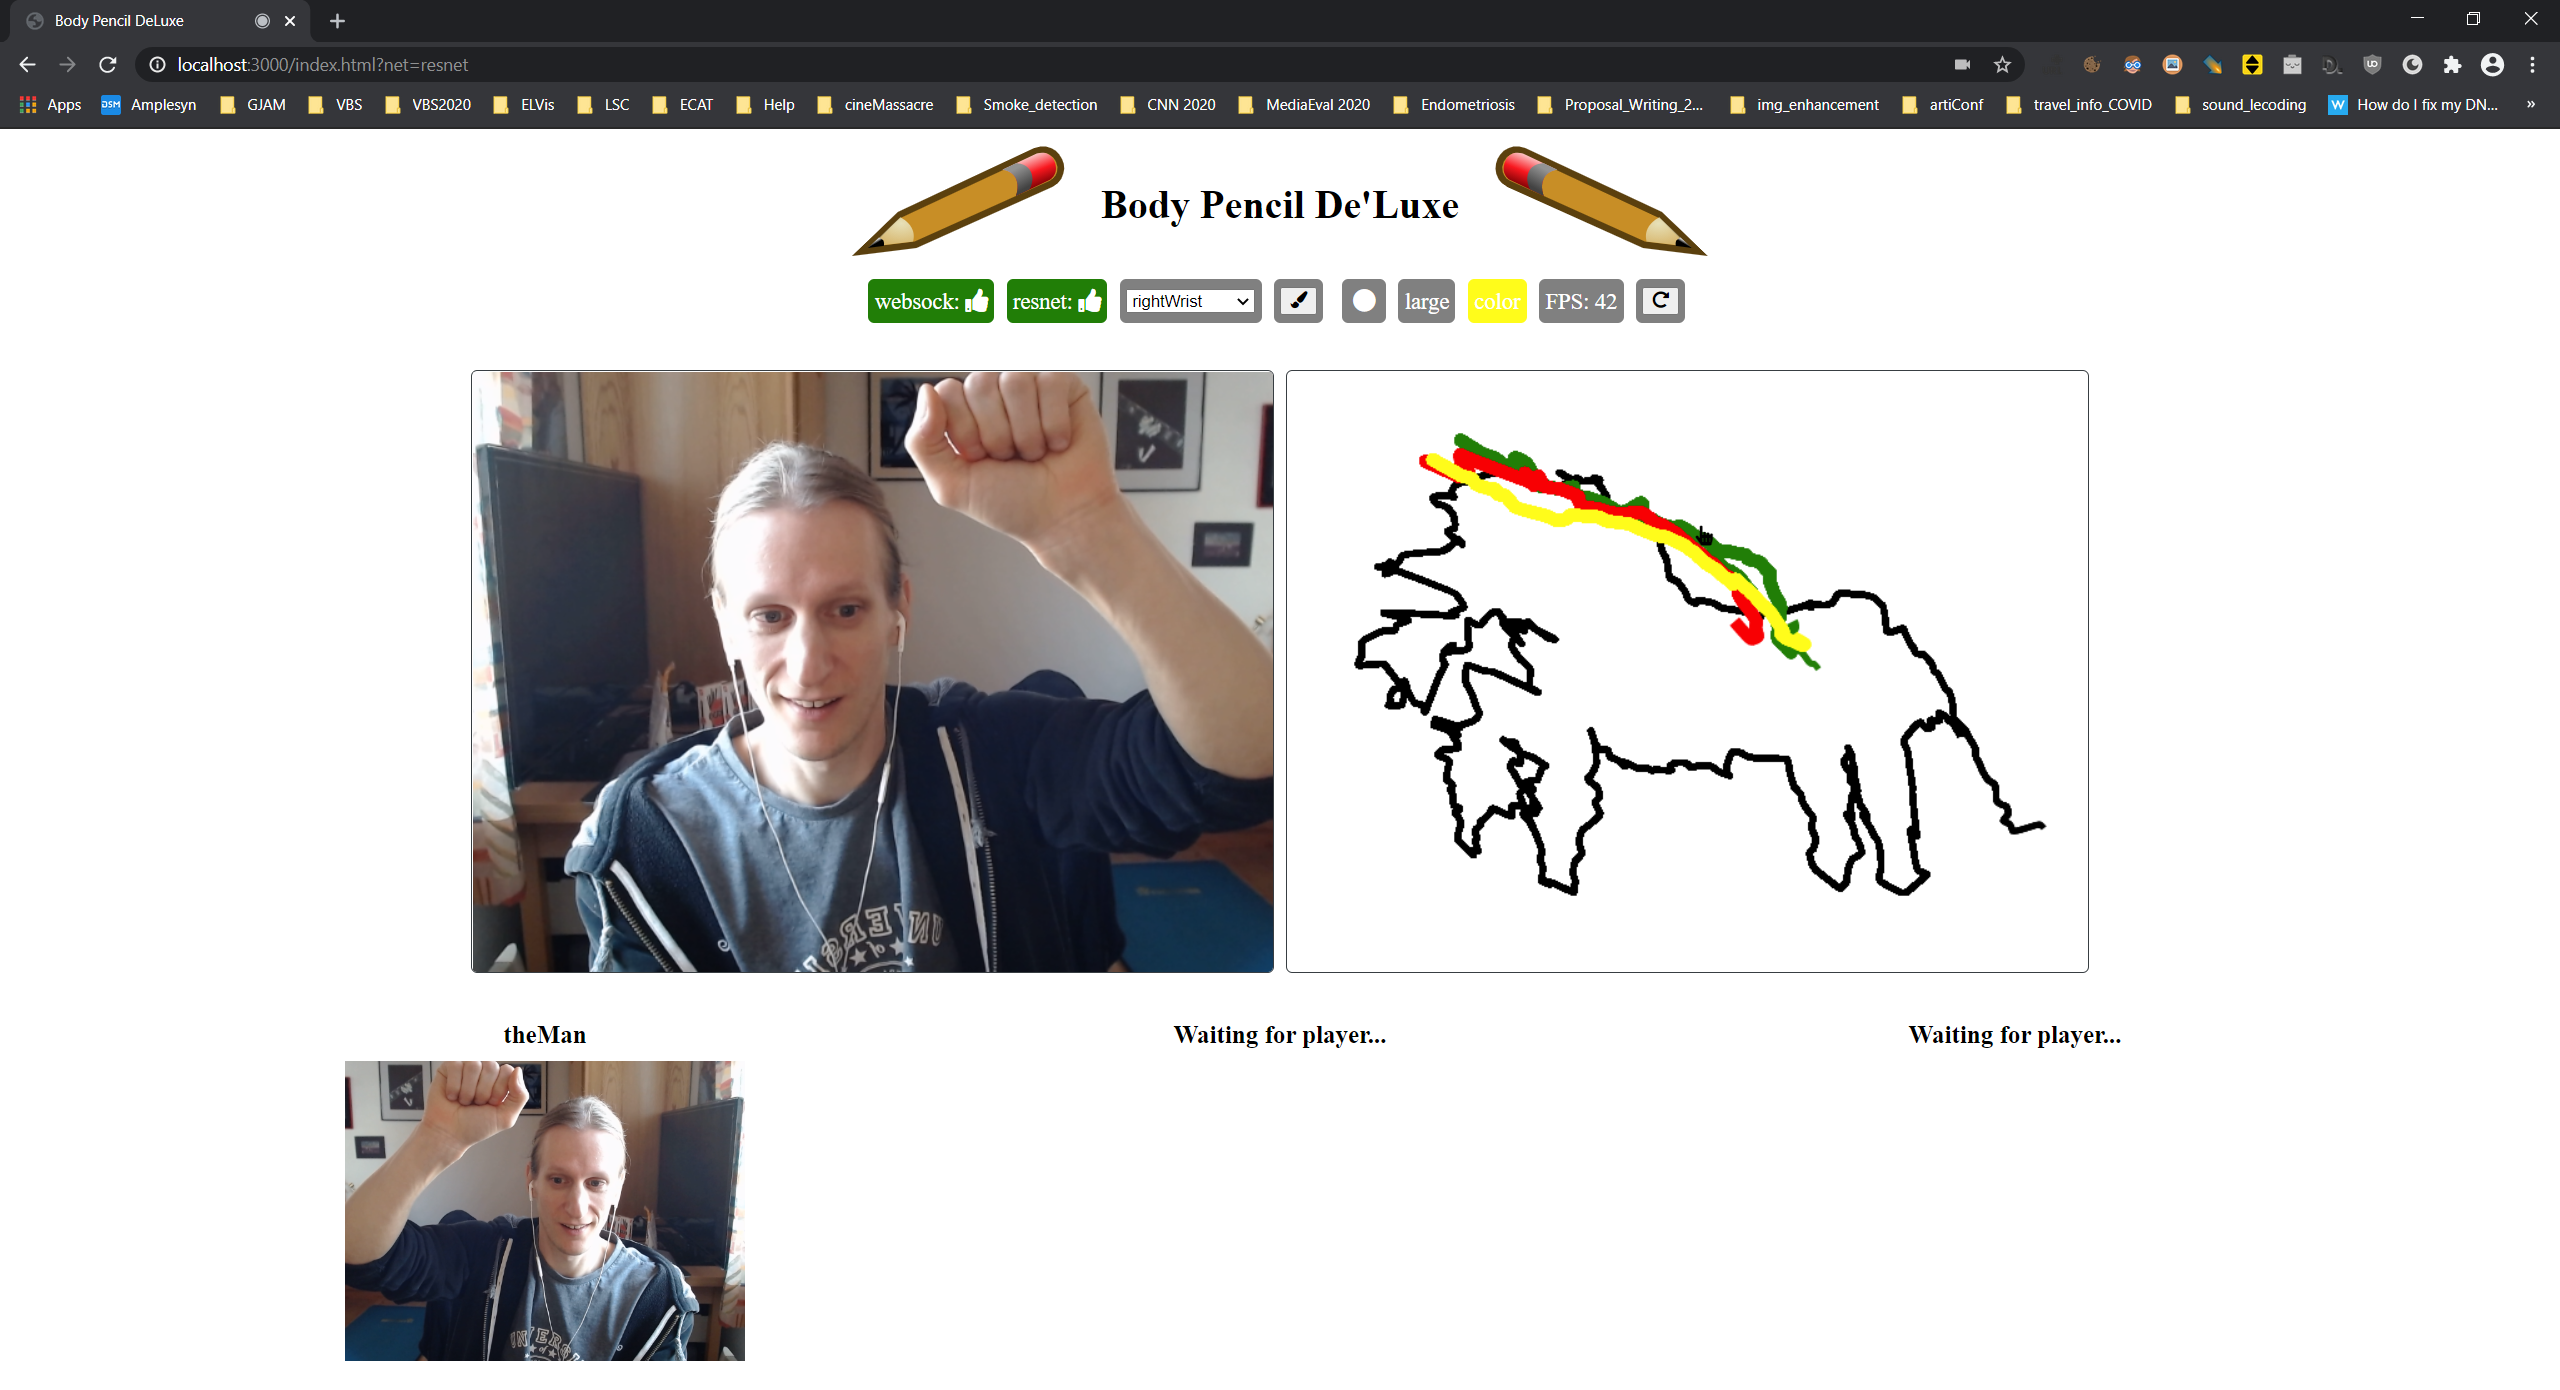 Body Pencil DeLuxe
localhost:3000/index.html?net=resnet
Apps DSM Amplesyn GJAM VBS VBS2020 ELVis LSC ECAT Help cineMassacre Smoke_detection CNN 2020 MediaEval 2020 Endometriosis Proposal_Writing_2... img_enhancement artiConf travel_info_COVID sound_lecoding W How do I fix my DN... »
Body Pencil De'Luxe
websock: resnet: rightWrist large color FPS: 42
theMan Waiting for player... Waiting for player...